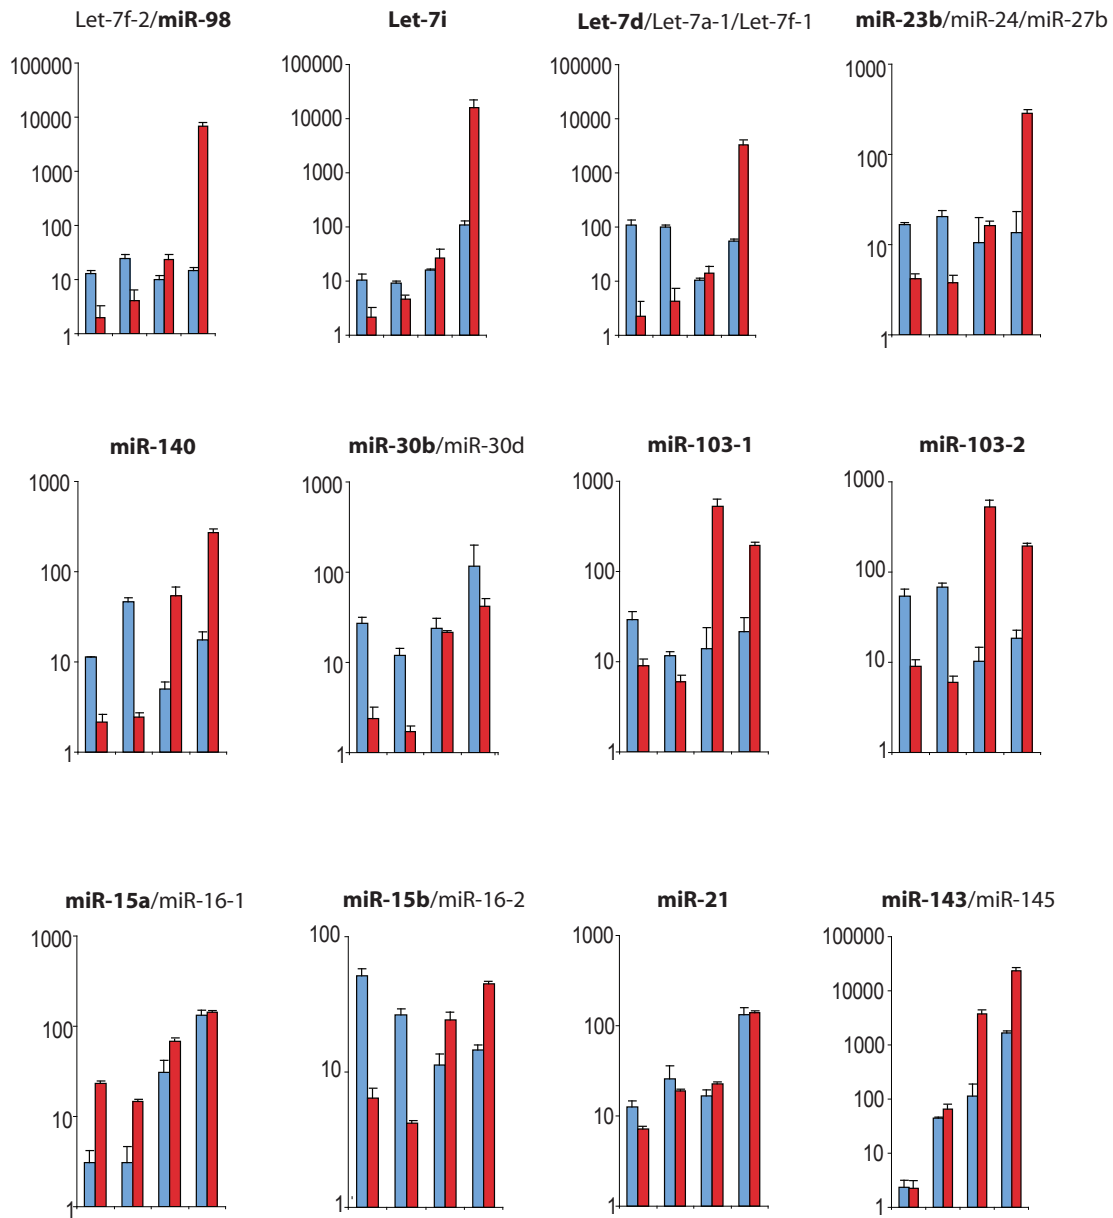 Let-7f-2/miR-98 Let-7i Let-7d/Let-7a-1/Let-7f-1 miR-23b/miR-24/miR-27b
100000 100000 100000 1000
10000 10000 10000
1000 1000 1000 100
100 100 100
10 10 10 10
1 1 1 1
miR-140 miR-30b/miR-30d miR-103-1 miR-103-2
1000 1000 1000 1000
100 100 100 100
10 10 10 10
1 1 1 1
miR-15a/miR-16-1 miR-15b/miR-16-2 miR-21 miR-143/miR-145
1000 100 1000 100000
10000
100 100 1000
10 100
10 10 10
1 1 1 1